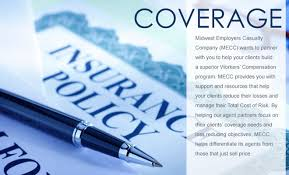 COVERAGE
Midwest Employers Casualty
Company (MECC) wants to partner
with you to help your clients build
a superior Workers' Compensation
program. MECC provides you with
support and resources that help
your clients reduce their losses and
manage their Total Cost of Risk. By
helping our agent partners focus on
their clients' coverage needs and
loss reducing objectives, MECC
helps differentiate its agents from
those that just sell price.
INSURANCE
POLICY